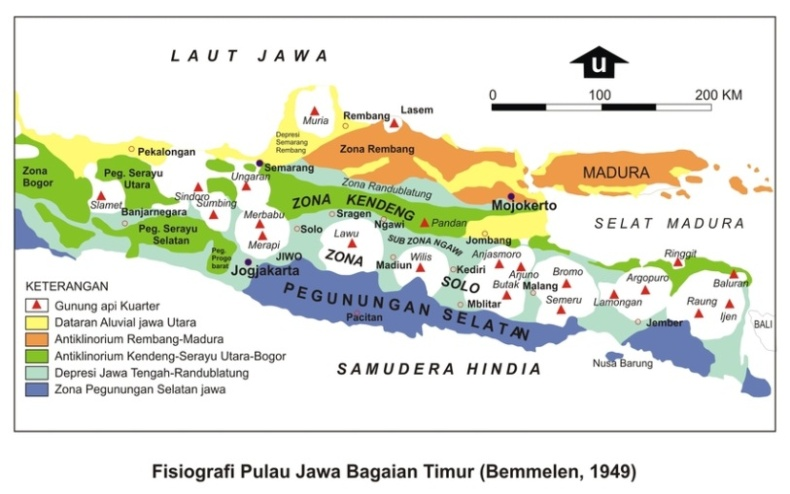 LAUT JAWA
u
0 100 200 KM
Muria
Rembang
Lasem
Depresi
Semarang
Rembang
Zona Rembang
Pekalongan
Semarang
MADURA
Zona
Bogor
Peg. Serayu
Utara
Ungaran
Zona Randublatung
Slamet
Sindoro
Sumbing
ZONA KENDENG
Mojokerto
Banjarnegara
Merbabu
Sragen
Ngawi
Pandan
SELAT MADURA
Peg. Serayu
Selatan
Merapi
Solo
Lawu
SUB ZONA NGAWI
Jombang
Peg.
Progo
barat
JIWO
ZONA
Madiun
Wilis
Anjasmoro
Ringgit
Jogjakarta
Kediri
SOLO
Arjuno
Butak
Malang
Bromo
Argopuro
Baluran
KETERANGAN
PEGUNUNGAN SELATAN
Mblitar
Semeru
Lamongan
Raung
Ijen
Gunung api Kuarter
Pacitan
Jember
BALI
Dataran Aluvial jawa Utara
Antiklinorium Rembang-Madura
Antiklinorium Kendeng-Serayu Utara-Bogor
Depresi Jawa Tengah-Randublatung
Zona Pegunungan Selatan jawa
SAMUDERA HINDIA
Nusa Barung
Fisiografi Pulau Jawa Bagaian Timur (Bemmelen, 1949)